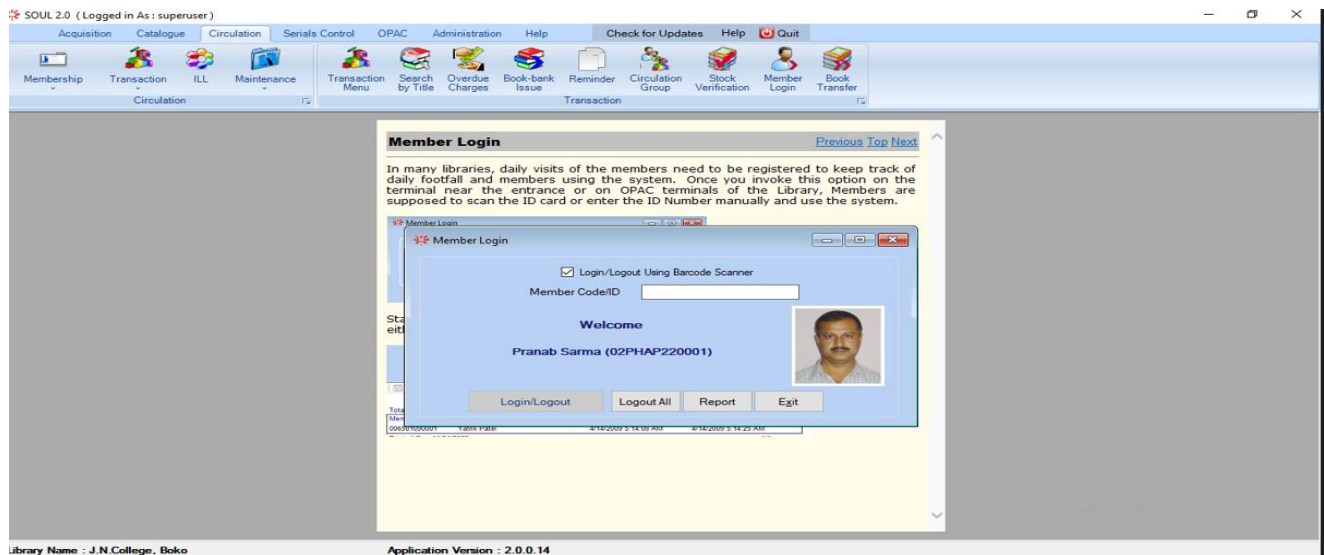 SOUL 2.0 ( Logged in As : superuser )
Acquisition Catalogue Circulation Serials Control OPAC Administration Help Check for Updates Help Quit
Membership Transaction ILL Maintenance Transaction Menu Search by Title Overdue Charges Book-bank Issue Reminder Circulation Group Stock Verification Member Login Book Transfer
Circulation Transaction
Member Login Previous Top Next
In many libraries, daily visits of the members need to be registered to keep track of
daily footfall and members using the system. Once you invoke this option on the
terminal near the entrance or on OPAC terminals of the Library, Members are
supposed to scan the ID card or enter the ID Number manually and use the system.
Member Login
Member Login
Login/Logout Using Barcode Scanner
Member Code/ID
Welcome
Pranab Sarma (02PHAP220001)
Login/Logout Logout All Report Exit
Library Name : J.N.College, Boko Application Version : 2.0.0.14